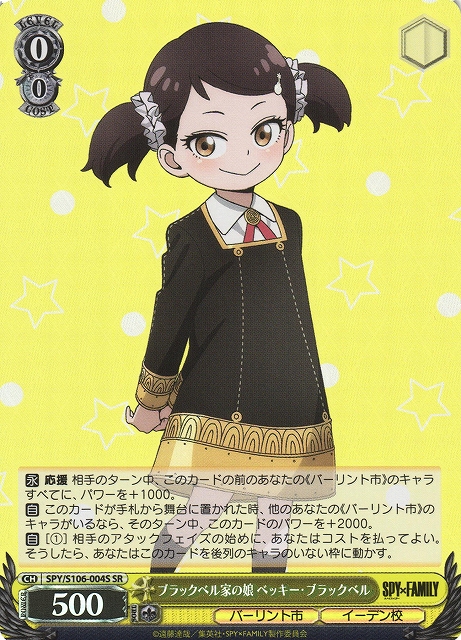 LEVEL
0
0
COST
永 応援 相手のターン中、このカードの前のあなたの《バーリント市》のキャラ
すべてに、パワーを+1000。
自 このカードが手札から舞台に置かれた時、他のあなたの《バーリント市》の
キャラがいるなら、そのターン中、このカードのパワーを+2000。
自 [①] 相手のアタックフェイズの始めに、あなたはコストを払ってよい。
そうしたら、あなたはこのカードを後列のキャラのいない枠に動かす。
CH SPY/S106-004S SR
ブラックベル家の娘 ベッキー・ブラックベル
SPY×FAMILY
POWER
500
バーリント市 イーデン校
©遠藤達哉/集英社・SPY×FAMILY製作委員会